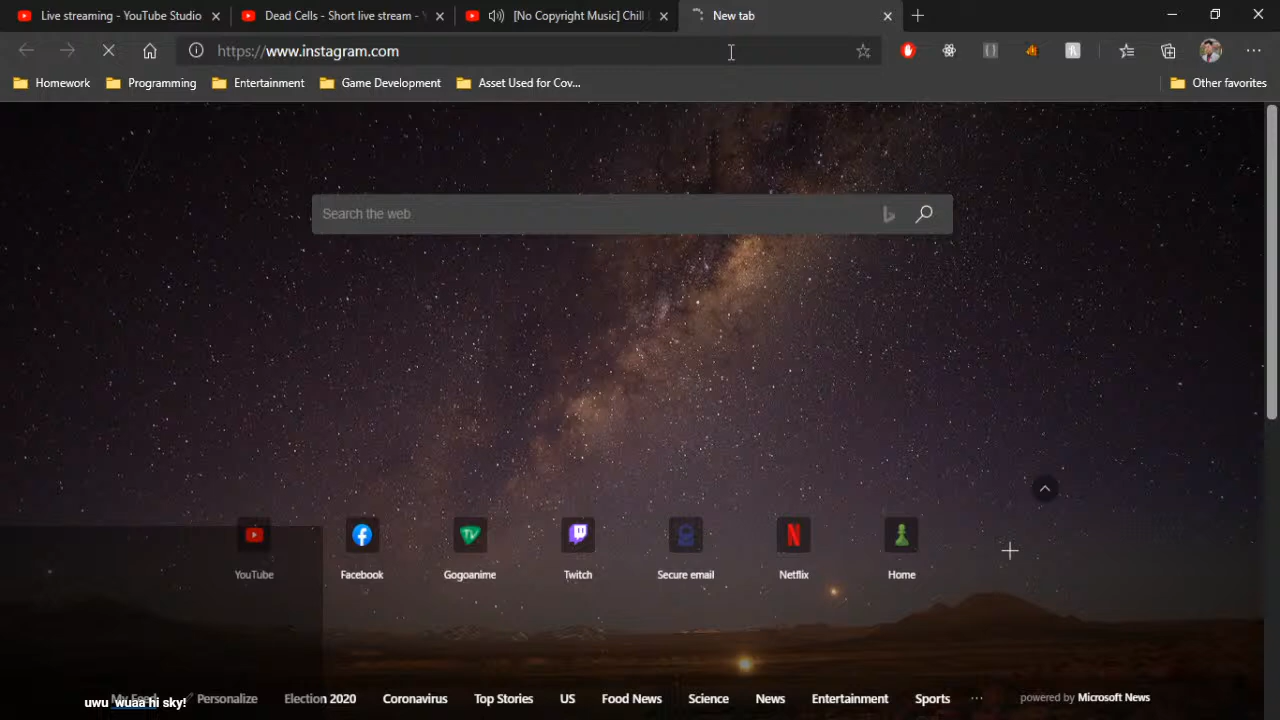 Live streaming - YouTube Studio
Dead Cells - Short live stream - Y
[No Copyright Music] Chill
New tab
https://www.instagram.com
Homework
Programming
Entertainment
Game Development
Asset Used for Cov...
Other favorites
Search the web
YouTube
Facebook
Gogoanime
Twitch
Secure email
Netflix
Home
My Feed
Personalize
Election 2020
Coronavirus
Top Stories
US
Food News
Science
News
Entertainment
Sports
...
powered by Microsoft News
uwu wuaa hi sky!